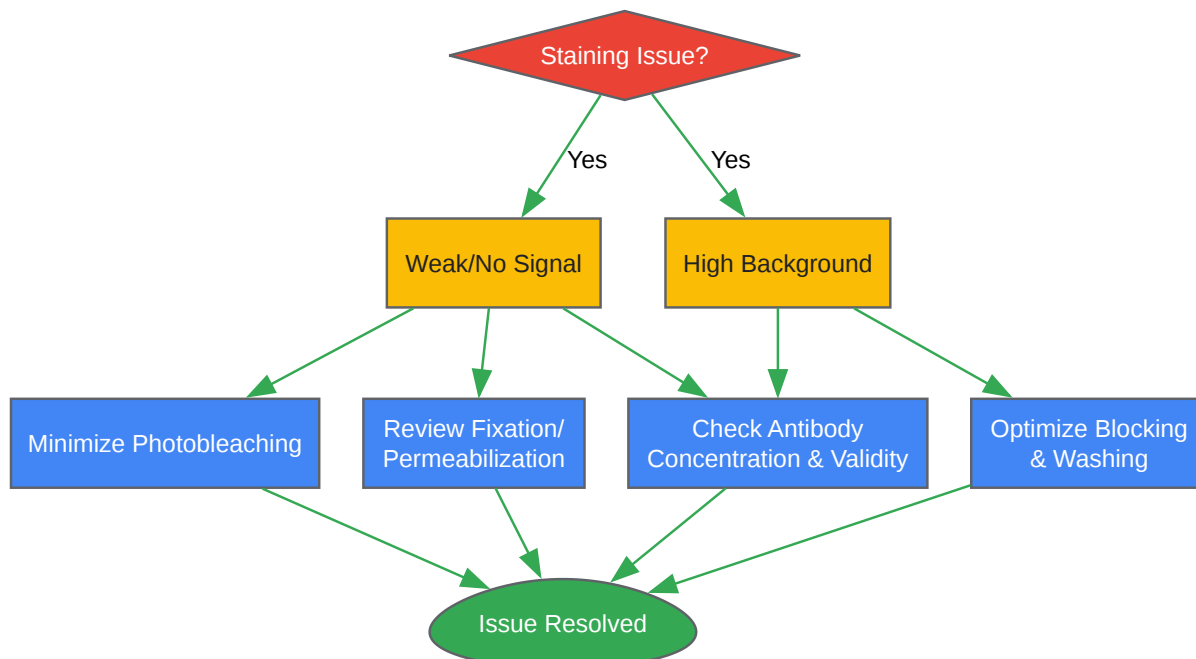 Staining Issue?
Yes
Yes
Weak/No Signal
High Background
Minimize Photobleaching
Review Fixation/
Permeabilization
Check Antibody
Concentration & Validity
Optimize Blocking
& Washing
Issue Resolved